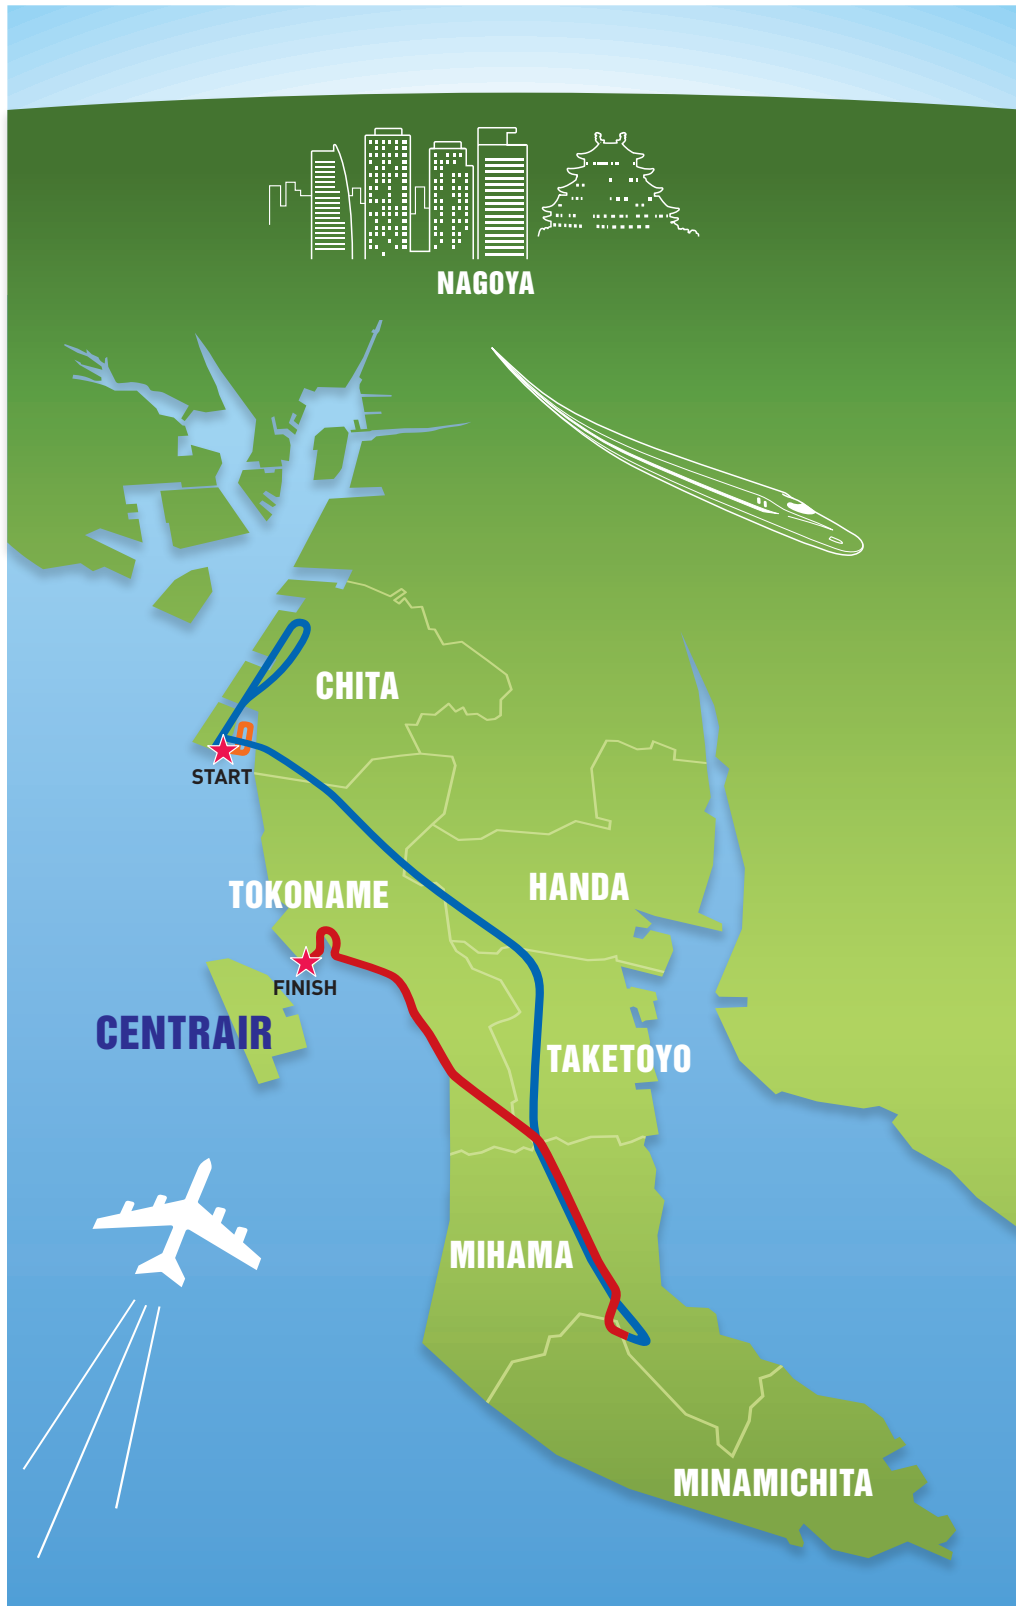 NAGOYA
CHITA
START
TOKONAME
HANDA
FINISH
CENTRAIR
TAKETOYO
MIHAMA
MINAMICHITA